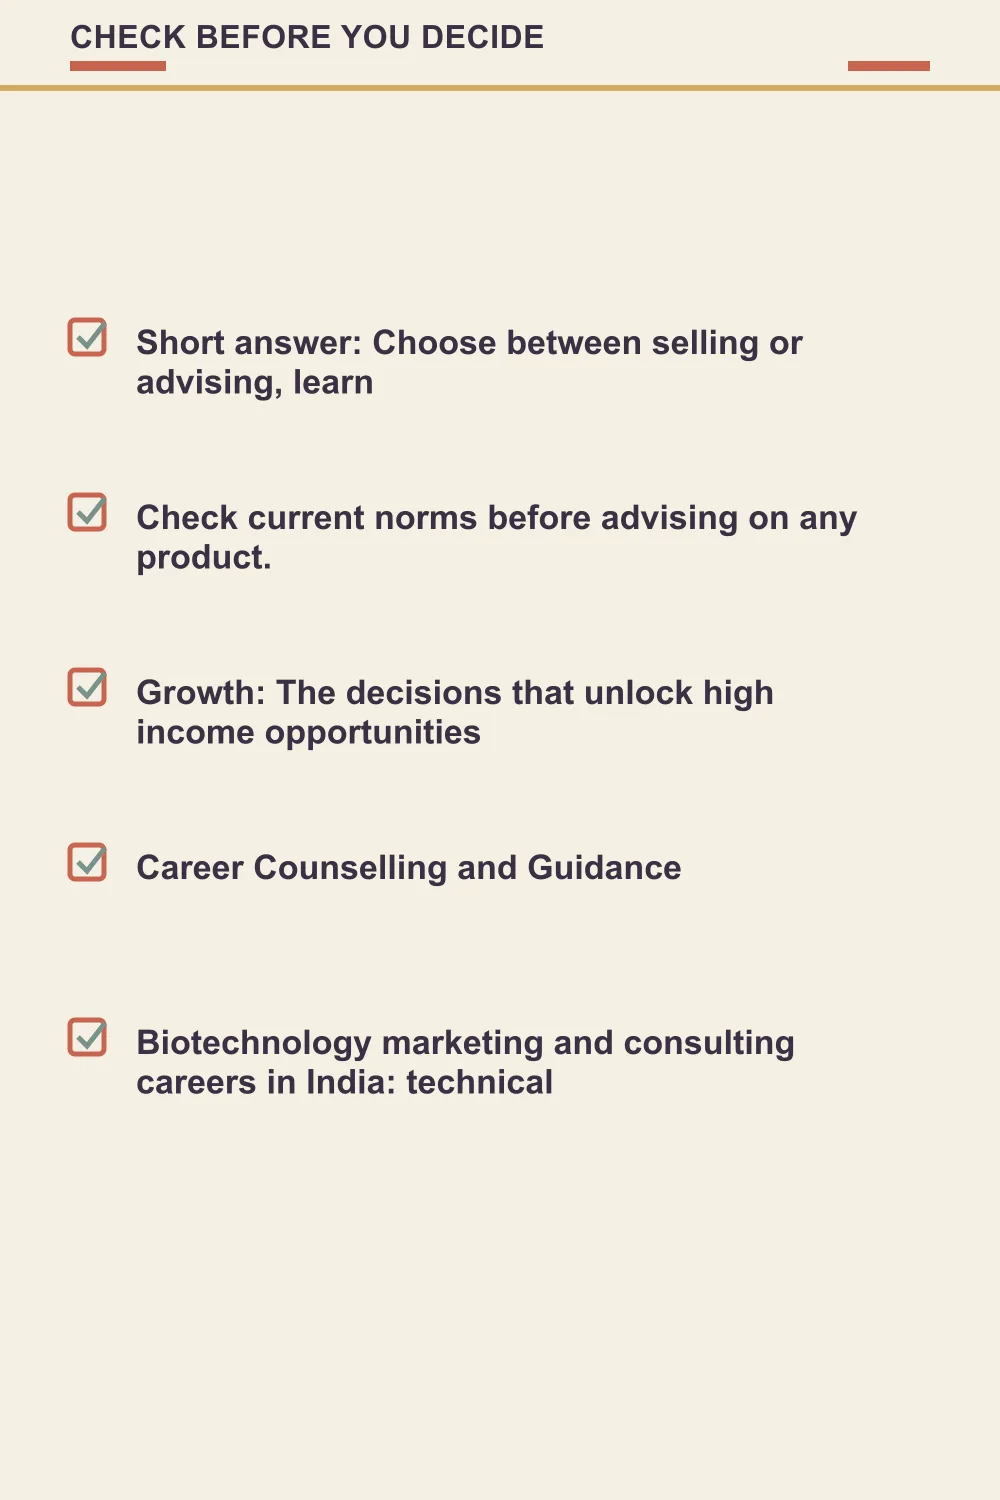 CHECK BEFORE YOU DECIDE
Short answer: Choose between selling or
advising, learn
Check current norms before advising on any
product.
Growth: The decisions that unlock high
income opportunities
Career Counselling and Guidance
Biotechnology marketing and consulting
careers in India: technical